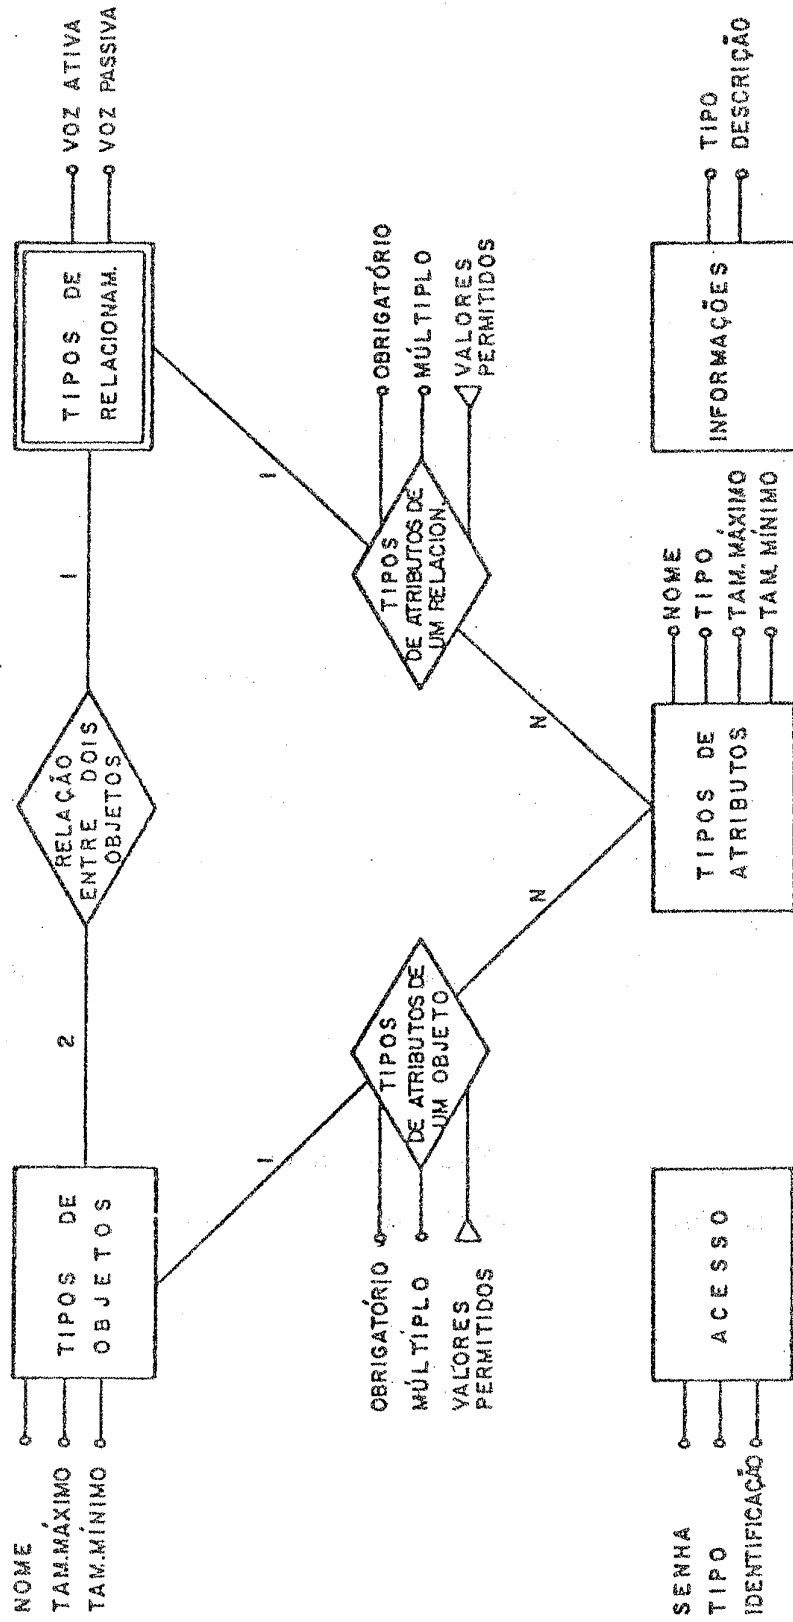 NOME
TAM.MÁXIMO
TAM.MÍNIMO
TIPOS DE
OBJETOS
2
RELAÇÃO
ENTRE DOIS
OBJETOS
1
TIPOS DE
RELACIONAM.
VOZ ATIVA
VOZ PASSIVA
1
OBRIGATÓRIO
MÚLTIPLO
VALORES
PERMITIDOS
TIPOS
DE ATRIBUTOS DE
UM OBJETO
N
1
TIPOS
DE ATRIBUTOS DE
UM RELACION.
N
OBRIGATÓRIO
MÚLTIPLO
VALORES
PERMITIDOS
SENHA
TIPO
IDENTIFICAÇÃO
ACESSO
TIPOS DE
ATRIBUTOS
NOME
TIPO
TAM.MÁXIMO
TAM.MÍNIMO
INFORMAÇÕES
TIPO
DESCRIÇÃO